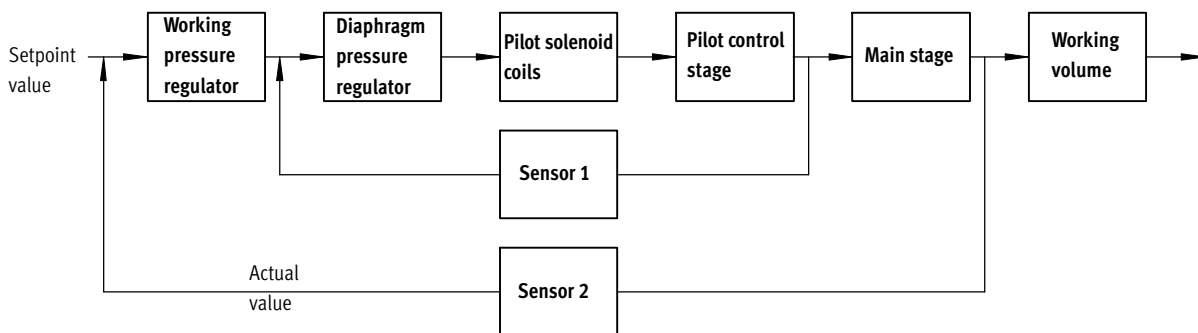 Setpoint
value
Working
pressure
regulator
Diaphragm
pressure
regulator
Pilot solenoid
coils
Pilot control
stage
Main stage
Working
volume
Sensor 1
Actual
value
Sensor 2